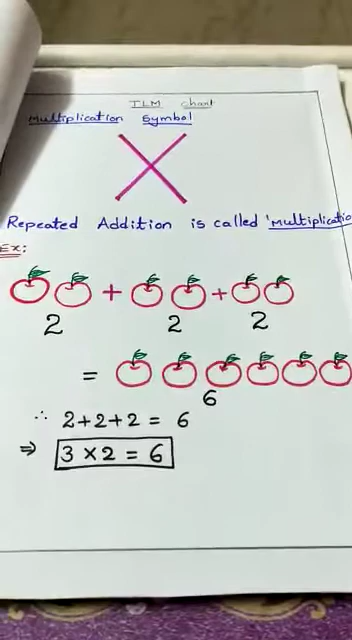 TLM chart
Multiplication Symbol
×
Repeated Addition is called 'Multiplicatio
Ex:
+ +
2 2 2
=
6
∴ 2+2+2 = 6
⇒ 3 × 2 = 6